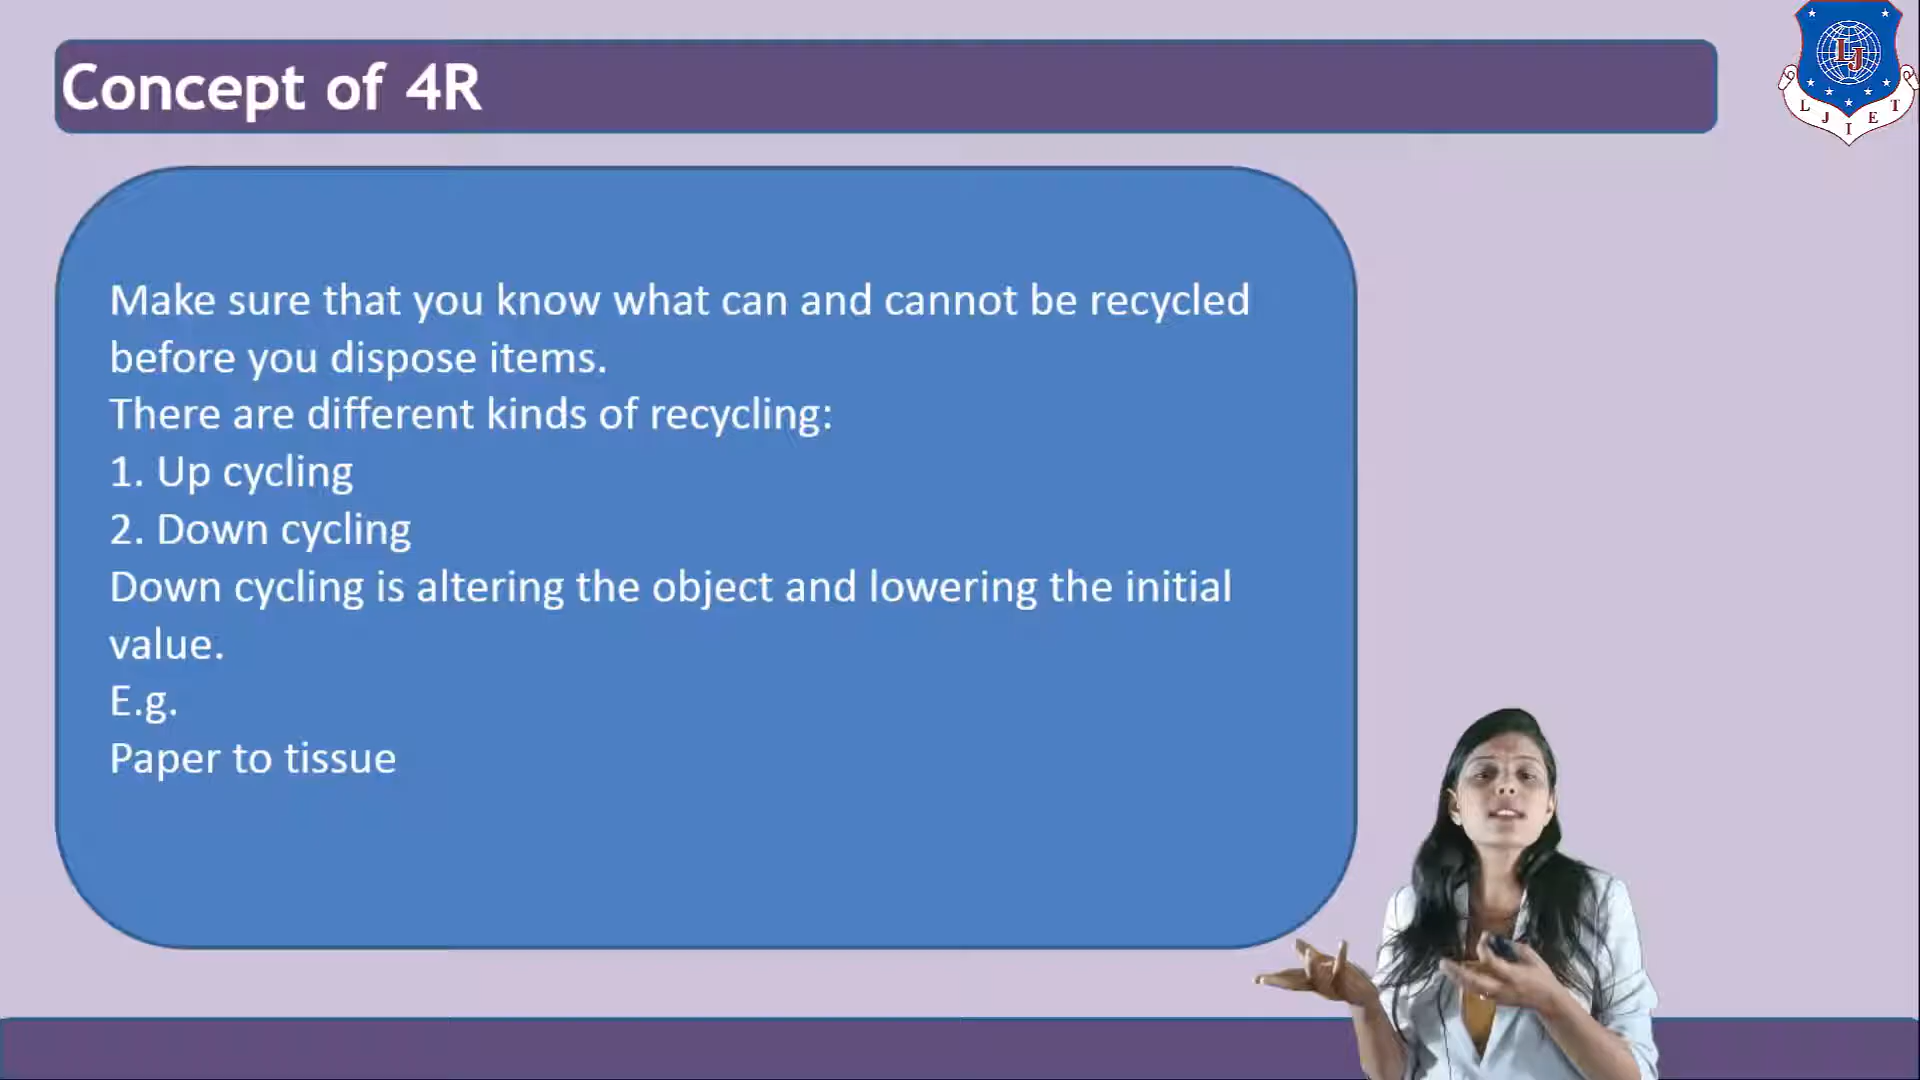 Concept of 4R
LJ
L J I E T
Make sure that you know what can and cannot be recycled
before you dispose items.
There are different kinds of recycling:
1. Up cycling
2. Down cycling
Down cycling is altering the object and lowering the initial
value.
E.g.
Paper to tissue